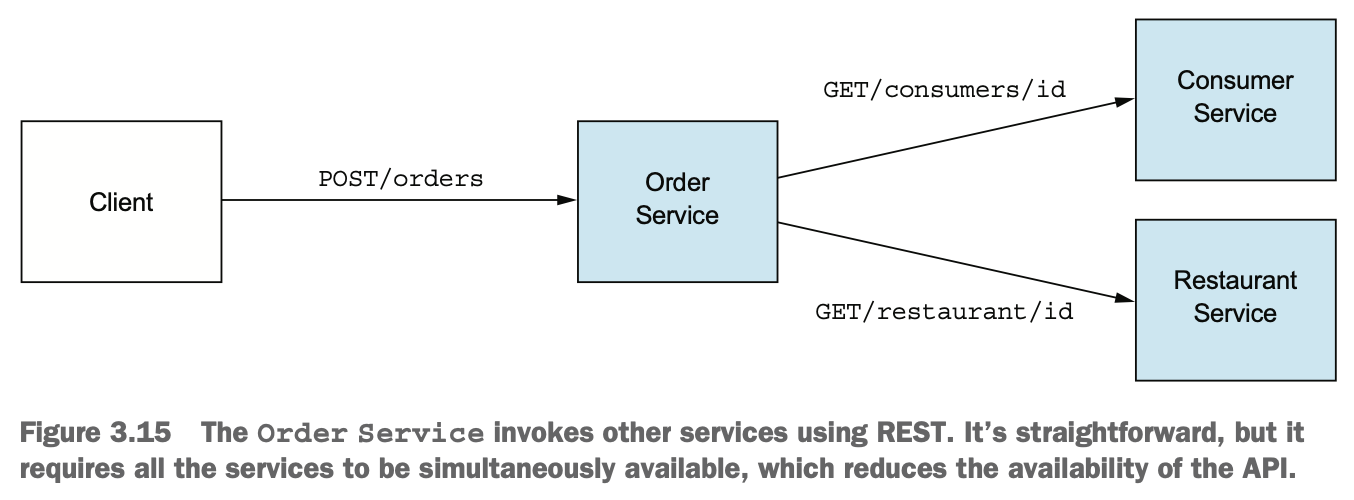 Client
POST/orders
Order
Service
GET/consumers/id
Consumer
Service
GET/restaurant/id
Restaurant
Service
Figure 3.15 The Order Service invokes other services using REST. It’s straightforward, but it
requires all the services to be simultaneously available, which reduces the availability of the API.